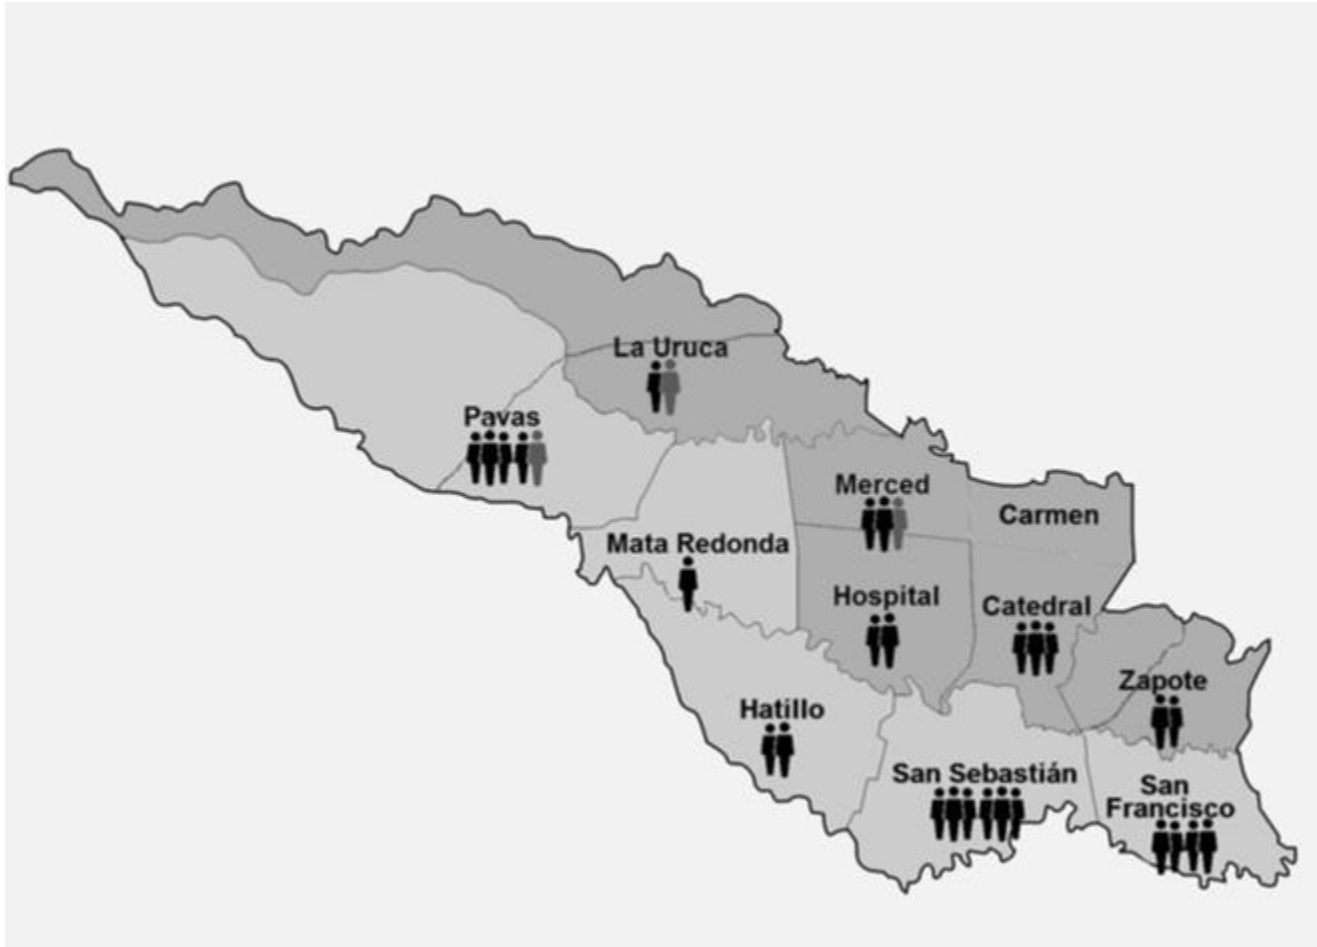 La Uruca
Pavas
Merced
Carmen
Mata Redonda
Hospital
Catedral
Zapote
Hatillo
San Sebastián
San
Francisco